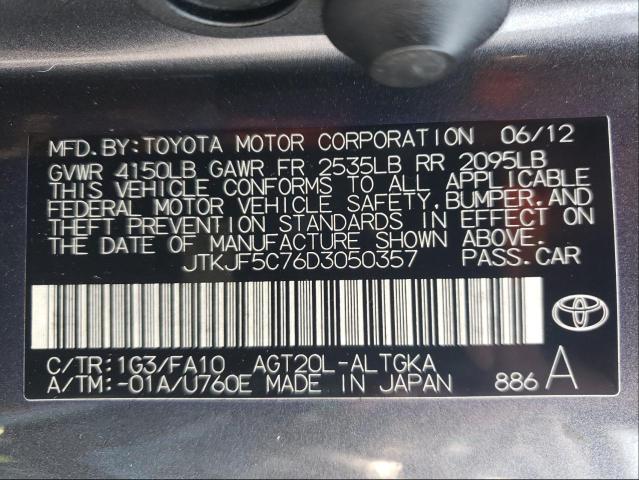 MFD.BY:TOYOTA MOTOR CORPORATION 06/12
GVWR 4150LB GAWR FR 2535LB RR 2095LB
THIS VEHICLE CONFORMS TO ALL APPLICABLE
FEDERAL MOTOR VEHICLE SAFETY,BUMPER,AND
THEFT PREVENTION STANDARDS IN EFFECT ON
THE DATE OF MANUFACTURE SHOWN ABOVE.
JTKJF5C76D3050357 PASS.CAR
C/TR:1G3/FA10 AGT20L-ALTGKA
A/TM:-01A/U760E MADE IN JAPAN 886 A